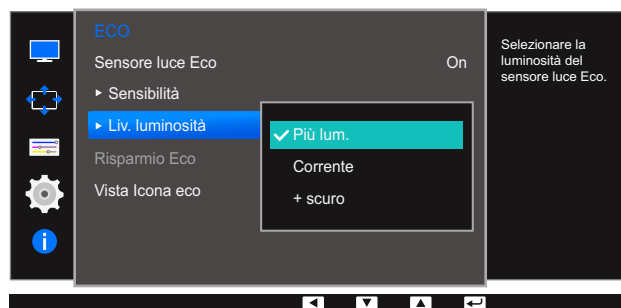 ECO
Sensore luce Eco On
▸ Sensibilità
▸ Liv. luminosità
Risparmio Eco
Vista Icona eco
Più lum.
Corrente
+ scuro
Selezionare la
luminosità del
sensore luce Eco.